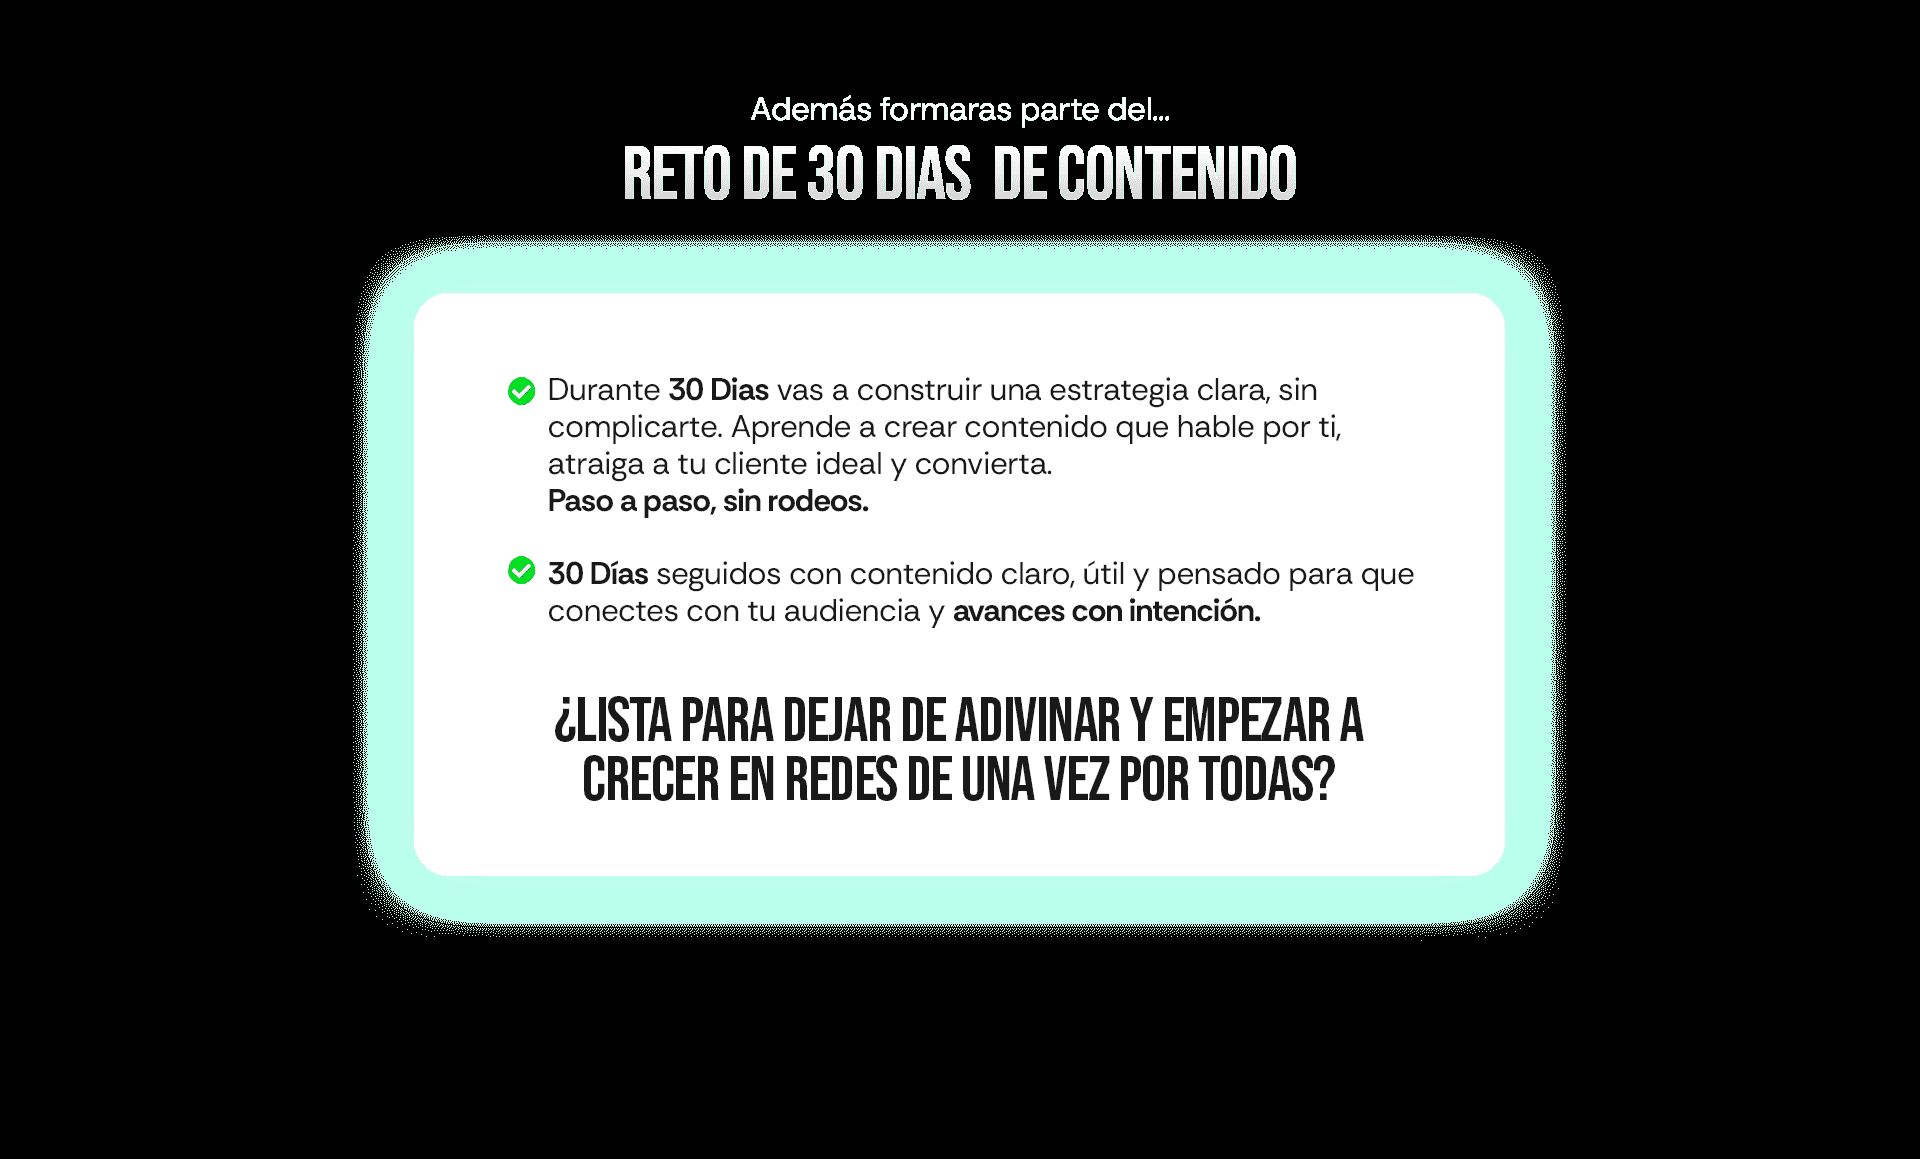 Además formaras parte del...
RETO DE 30 DIAS DE CONTENIDO
Durante 30 Dias vas a construir una estrategia clara, sin
complicarte. Aprende a crear contenido que hable por ti,
atraiga a tu cliente ideal y convierta.
Paso a paso, sin rodeos.
30 Días seguidos con contenido claro, útil y pensado para que
conectes con tu audiencia y avances con intención.
¿LISTA PARA DEJAR DE ADIVINAR Y EMPEZAR A
CRECER EN REDES DE UNA VEZ POR TODAS?